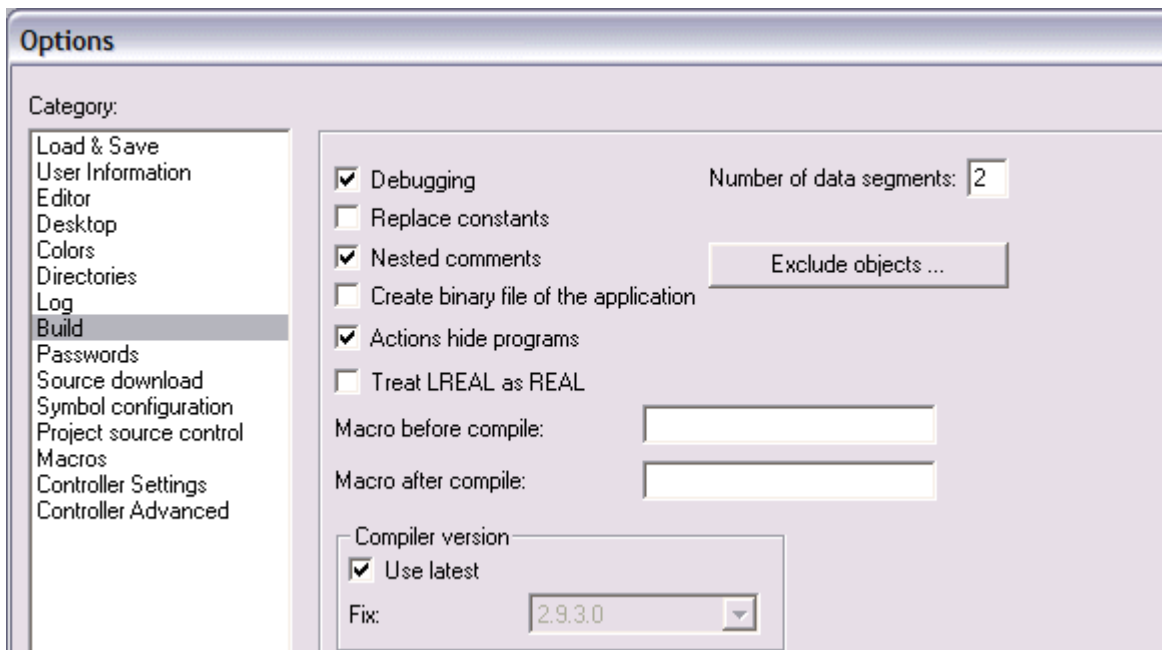 Options
Category:
Load & Save
User Information
Editor
Desktop
Colors
Directories
Log
Build
Passwords
Source download
Symbol configuration
Project source control
Macros
Controller Settings
Controller Advanced
Debugging
Number of data segments: 2
Replace constants
Nested comments
Exclude objects ...
Create binary file of the application
Actions hide programs
Treat LREAL as REAL
Macro before compile:
Macro after compile:
Compiler version
Use latest
Fix: 2.9.3.0